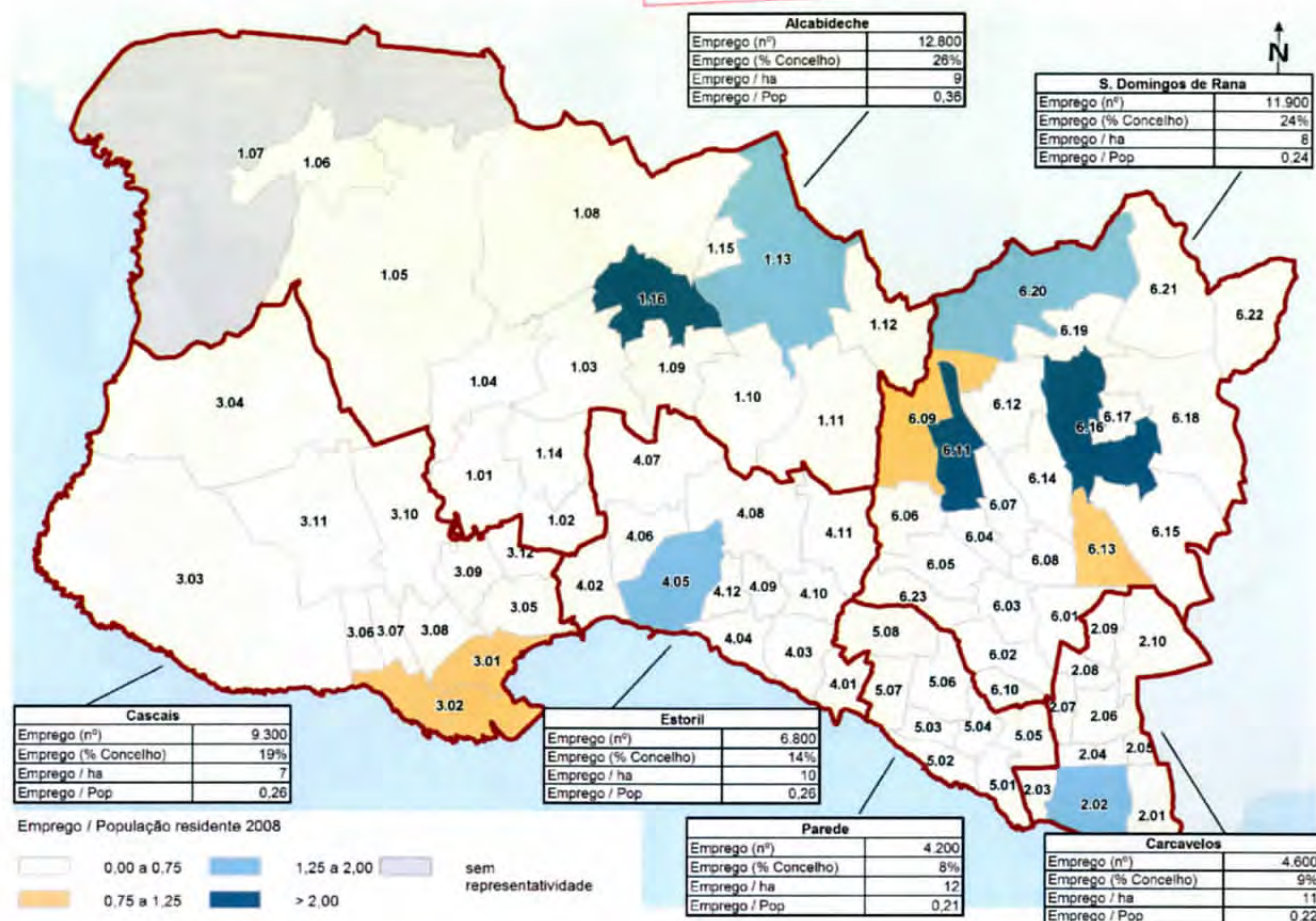 Alcabideche
Emprego (nº) 12.800
Emprego (% Concelho) 26%
Emprego / ha 9
Emprego / Pop 0,36
N
S. Domingos de Rana
Emprego (nº) 11.900
Emprego (% Concelho) 24%
Emprego / ha 8
Emprego / Pop 0,24
1.07
1.06
1.08
1.15
1.13
1.05
1.16
1.12
6.20
6.21
6.22
6.19
1.04
1.03
1.09
1.10
1.11
3.04
6.09
6.12
6.17
6.16
6.18
6.11
1.01
1.14
4.07
6.14
3.11
3.10
1.02
4.06
4.08
4.11
6.06
6.07
6.04
6.15
3.03
3.12
3.09
4.02
4.05
4.12
4.09
4.10
6.05
6.08
6.13
3.05
6.23
6.03
6.01
2.09
2.10
3.06
3.07
3.08
4.04
4.03
5.08
6.02
2.08
3.01
4.01
5.07
5.06
6.10
2.07
2.06
3.02
5.03
5.04
5.05
2.04
2.05
5.02
5.01
2.03
2.02
2.01
Cascais
Emprego (nº) 9.300
Emprego (% Concelho) 19%
Emprego / ha 7
Emprego / Pop 0,26
Estoril
Emprego (nº) 6.800
Emprego (% Concelho) 14%
Emprego / ha 10
Emprego / Pop 0,26
Parede
Emprego (nº) 4.200
Emprego (% Concelho) 8%
Emprego / ha 12
Emprego / Pop 0,21
Carcavelos
Emprego (nº) 4.600
Emprego (% Concelho) 9%
Emprego / ha 11
Emprego / Pop
Emprego / População residente 2008
0,00 a 0,75
1,25 a 2,00
sem
representatividade
0,75 a 1,25
> 2,00